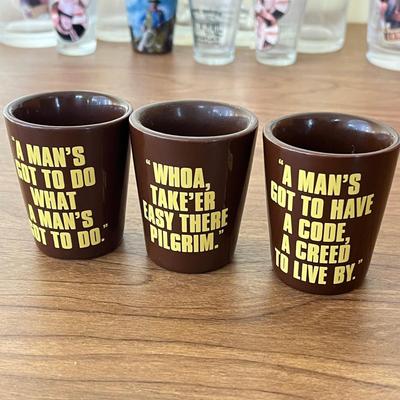 "A MAN'S
GOT TO DO
WHAT
A MAN'S
GOT TO DO."
"WHOA,
TAKE'ER
EASY THERE
PILGRIM."
"A MAN'S
GOT TO HAVE
A CODE,
A CREED
TO LIVE BY."